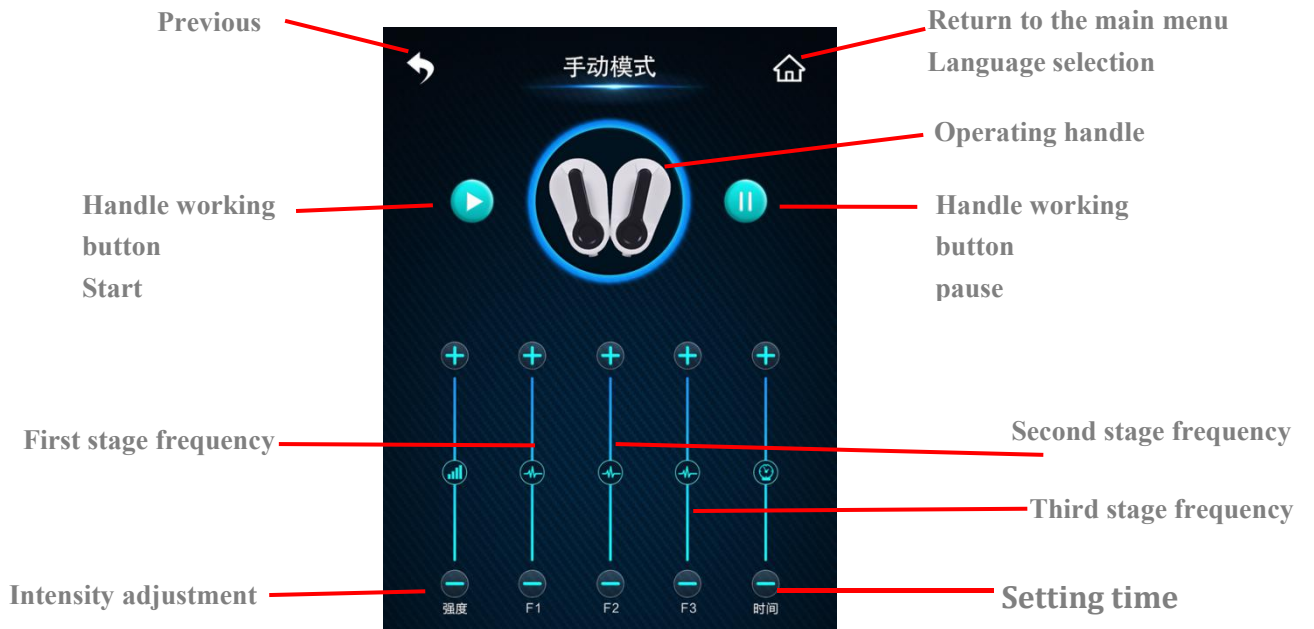 Previous
Return to the main menu
Language selection
手动模式
Operating handle
Handle working
button
Start
Handle working
button
pause
First stage frequency
Second stage frequency
Third stage frequency
Intensity adjustment
Setting time
强度
F1
F2
F3
时间